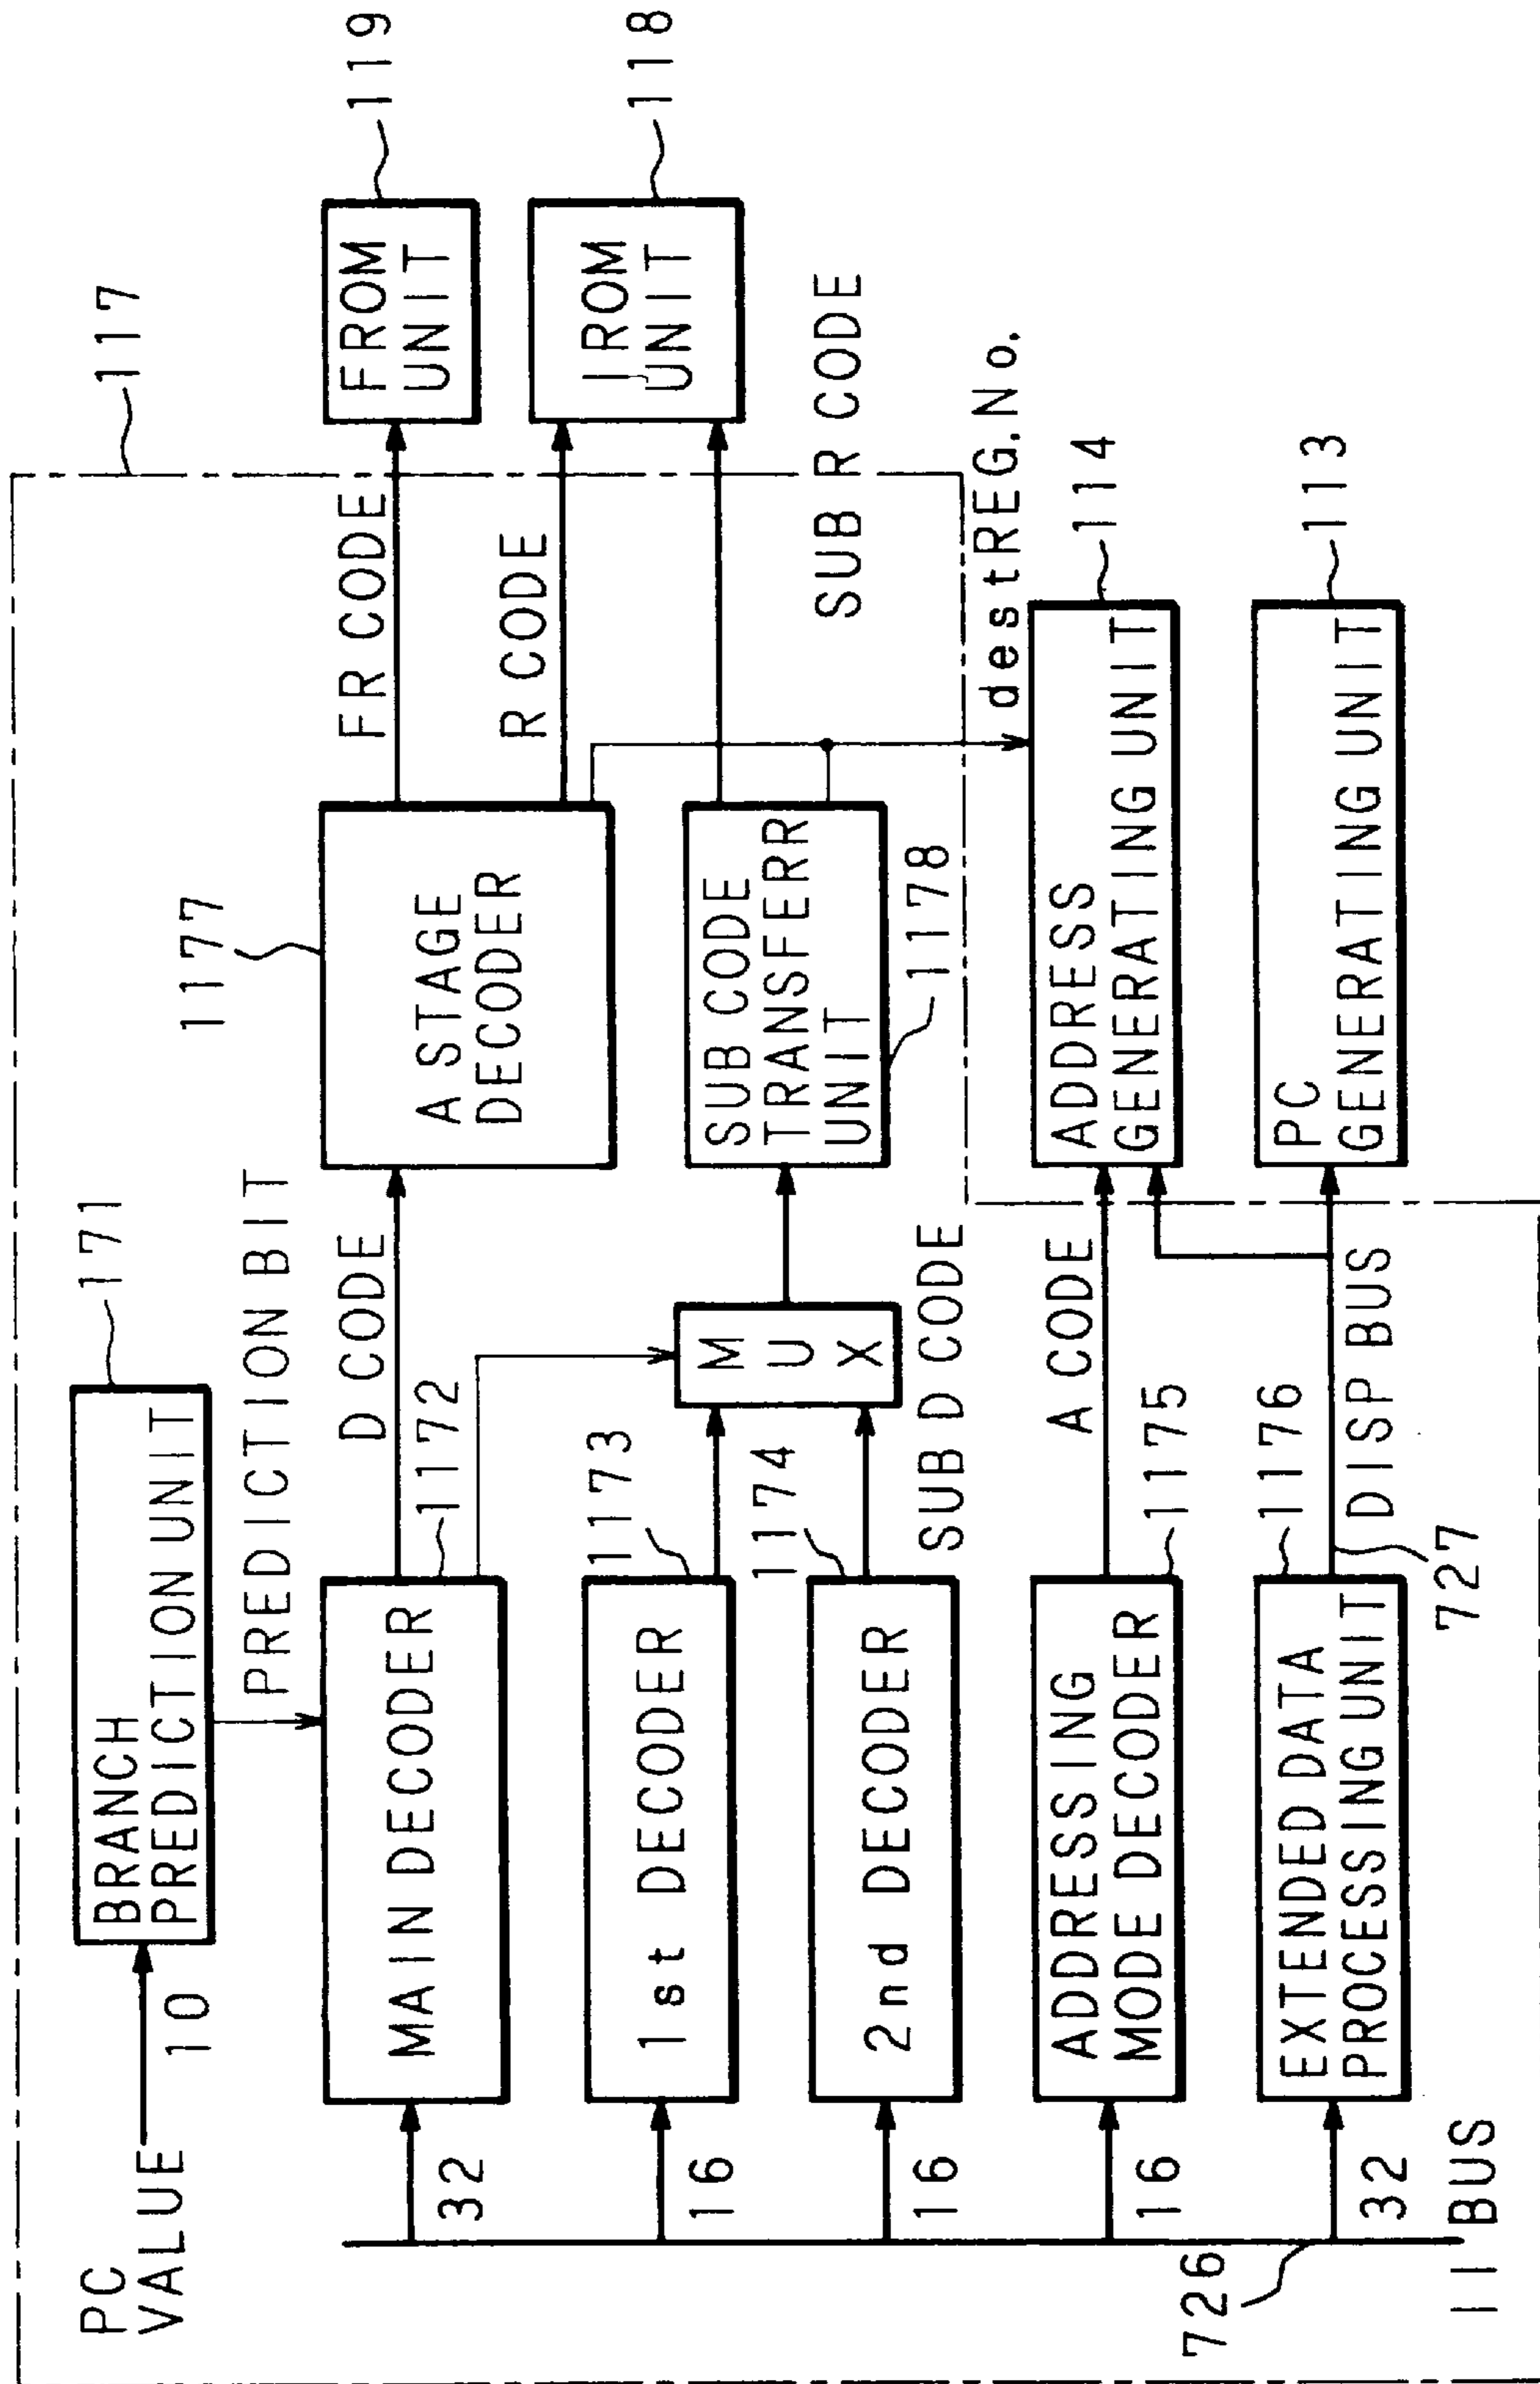 PC
VALUE
10
BRANCH
PREDICTION UNIT
1171
PREDICTION BIT
117
32
MAIN DECODER
1172
D CODE
A STAGE
DECODER
1177
FR CODE
FROM
UNIT
119
R CODE
IROM
UNIT
118
16
1st DECODER
1173
M U X
SUB CODE
TRANSFERR
UNIT
1178
SUB R CODE
16
2nd DECODER
1174
SUB D CODE
destREG.No.
16
ADDRESSING
MODE DECODER
1175
A CODE
ADDRESS
GENERATING UNIT
114
726
32
EXTENDED DATA
PROCESSING UNIT
1176
727
DISP BUS
PC
GENERATING UNIT
113
II BUS